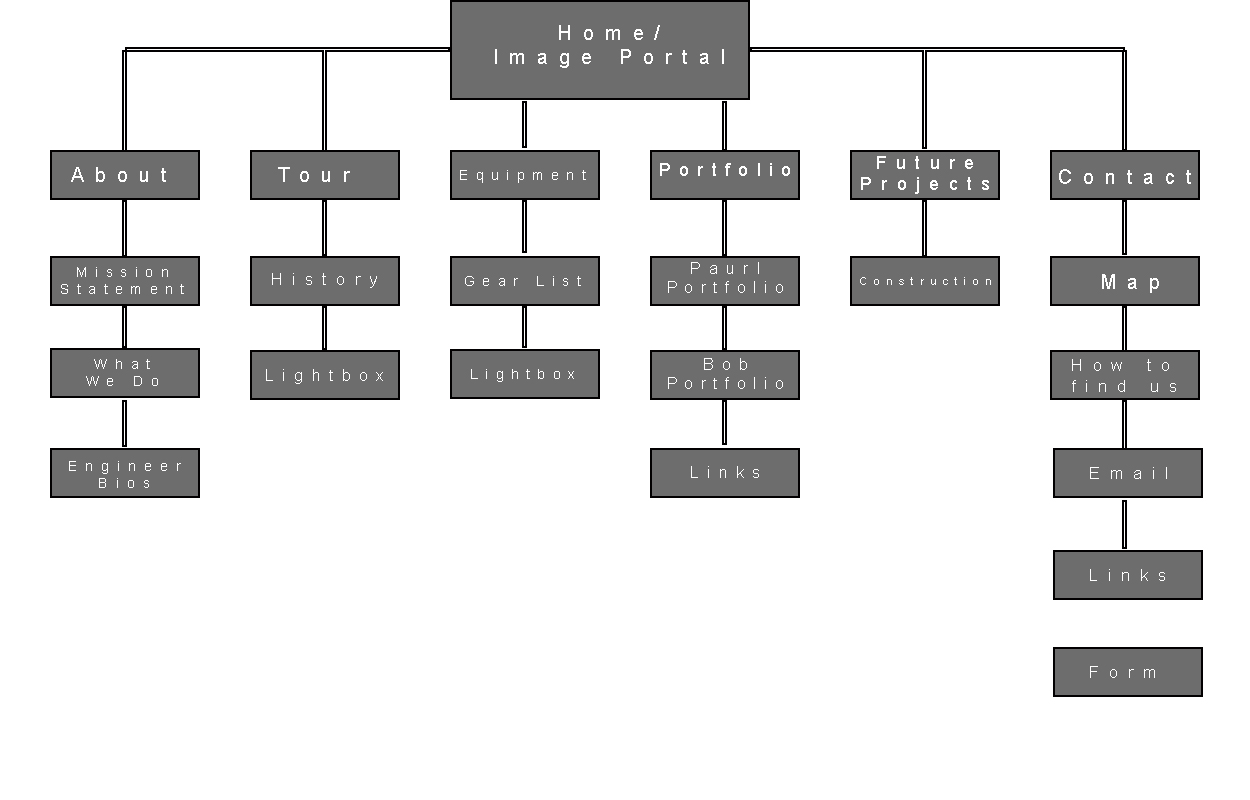 Home/
Image Portal
About
Tour
Equipment
Portfolio
Future
Projects
Contact
Mission
Statement
History
Gear List
Paurl
Portfolio
Construction
Map
What
We Do
Lightbox
Lightbox
Bob
Portfolio
How to
find us
Engineer
Bios
Links
Email
Links
Form